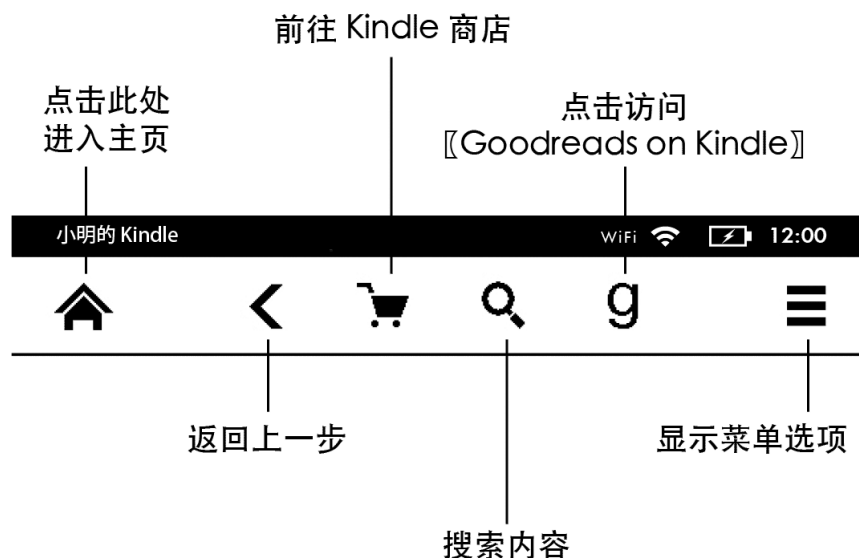 前往 Kindle 商店
点击此处
进入主页
点击访问
〖Goodreads on Kindle〗
小明的 Kindle
WiFi
12:00
g
返回上一步
显示菜单选项
搜索内容